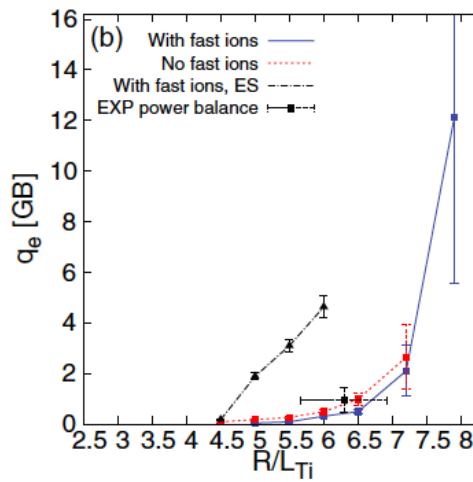 (b)
With fast ions
No fast ions
With fast ions, ES
EXP power balance
q_e [GB]
16
14
12
10
8
6
4
2
0
2.5 3 3.5 4 4.5 5 5.5 6 6.5 7 7.5 8
R/L_Ti